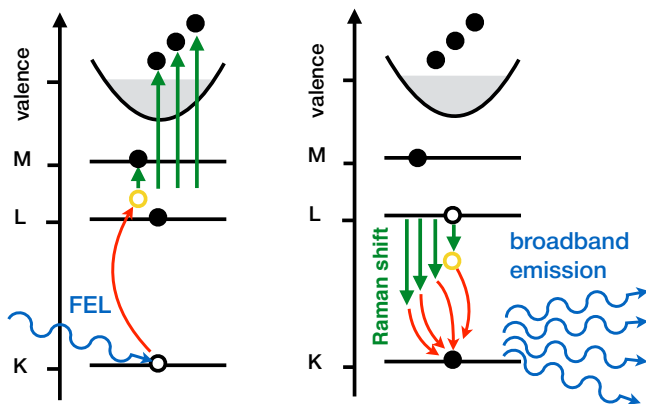 valence
M
L
FEL
K
valence
M
L
Raman shift
broadband
emission
K